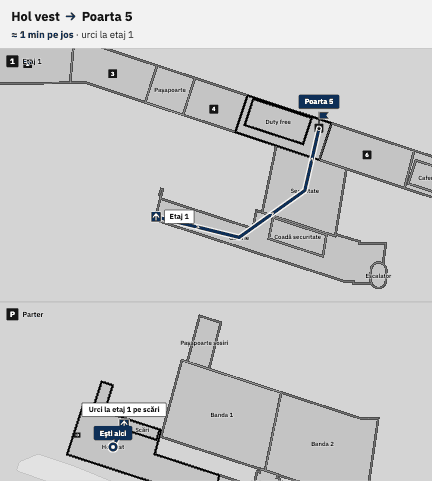 Hol vest → Poarta 5
≈ 1 min pe jos · urci la etaj 1
1 Etaj 1
3
Pașapoarte
4
Poarta 5
Duty free
6
Cafe
Securitate
Etaj 1
Coadă securitate
Escalator
P Parter
Pașapoarte sosiri
Urci la etaj 1 pe scări
Banda 1
Scări
Ești aici
Banda 2